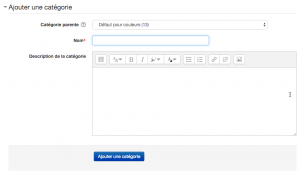 Ajouter une catégorie
Catégorie parente
Défaut pour couleurs (13)
Nom*
Description de la catégorie
Ajouter une catégorie